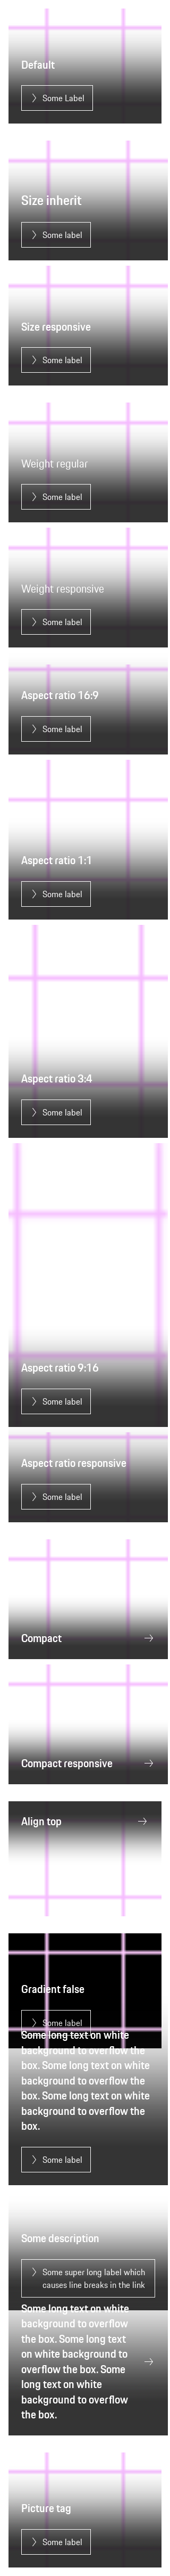 Default
Some Label
Size inherit
Some label
Size responsive
Some label
Weight regular
Some label
Weight responsive
Some label
Aspect ratio 16:9
Some label
Aspect ratio 1:1
Some label
Aspect ratio 3:4
Some label
Aspect ratio 9:16
Some label
Aspect ratio responsive
Some label
Compact
Compact responsive
Align top
Gradient false
Some label
Some long text on white
background to overflow the
box. Some long text on white
background to overflow the
box. Some long text on white
background to overflow the
box.
Some label
Some description
Some super long label which
causes line breaks in the link
Some long text on white
background to overflow
the box. Some long text
on white background to
overflow the box. Some
long text on white
background to overflow
the box.
Picture tag
Some label